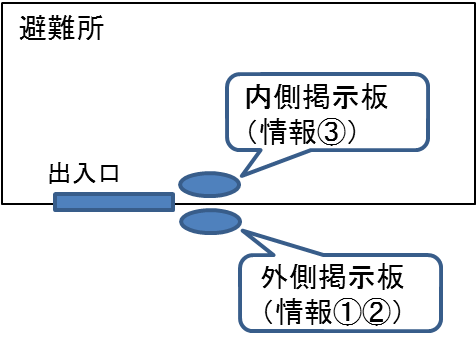 避難所
内側掲示板
（情報③）
出入口
外側掲示板
（情報①②）